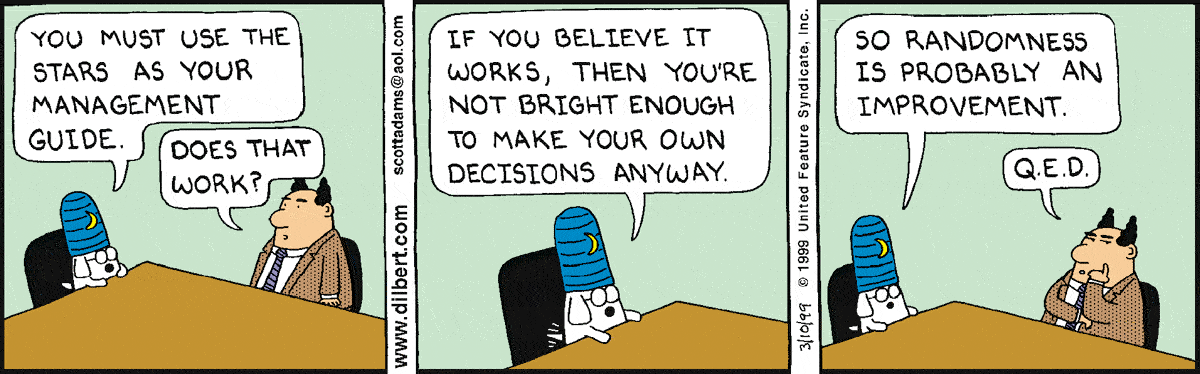 YOU MUST USE THE
STARS AS YOUR
MANAGEMENT
GUIDE.
DOES THAT
WORK?
www.dilbert.com
scottadams@aol.com
IF YOU BELIEVE IT
WORKS, THEN YOU'RE
NOT BRIGHT ENOUGH
TO MAKE YOUR OWN
DECISIONS ANYWAY.
3/10/99 © 1999 United Feature Syndicate, Inc.
SO RANDOMNESS
IS PROBABLY AN
IMPROVEMENT.
Q.E.D.